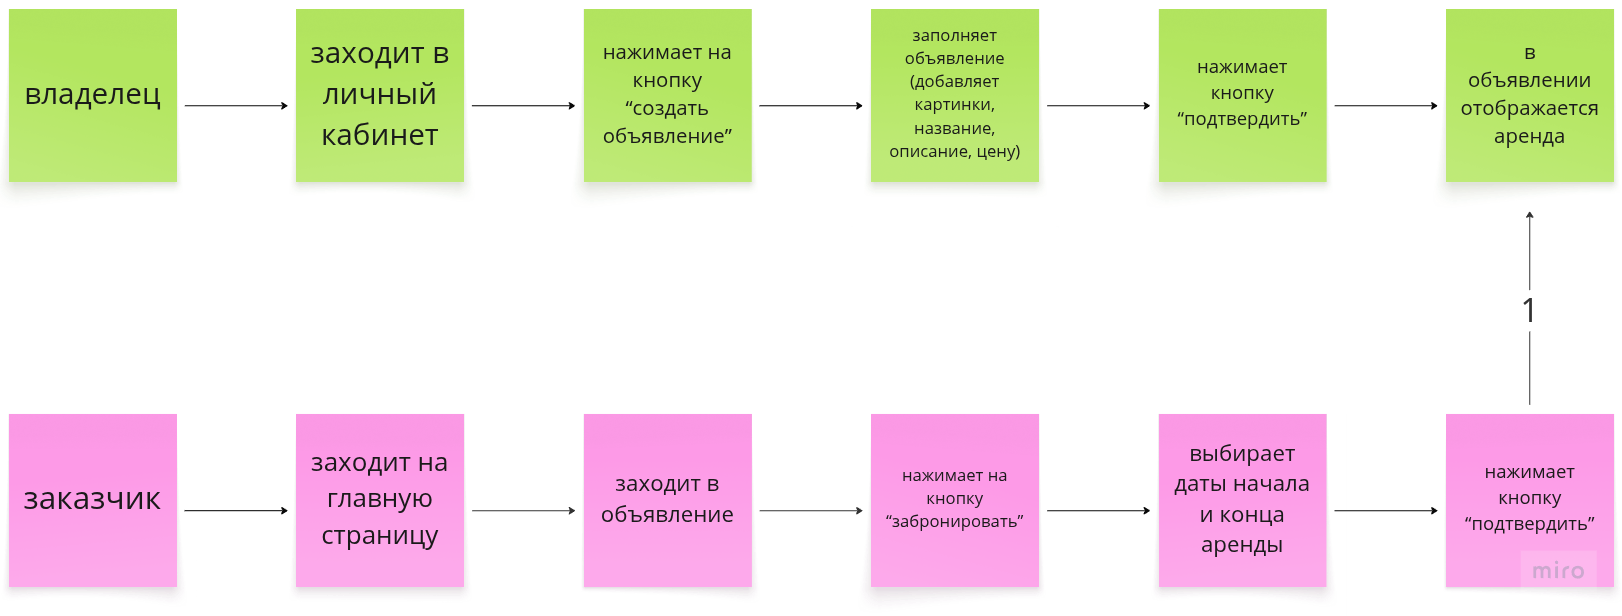 владелец
заходит в
личный
кабинет
нажимает на
кнопку
“создать
объявление”
заполняет
объявление
(добавляет
картинки,
название,
описание, цену)
нажимает
кнопку
“подтвердить”
в
объявлении
отображается
аренда
1
заказчик
заходит на
главную
страницу
заходит в
объявление
нажимает на
кнопку
“забронировать”
выбирает
даты начала
и конца
аренды
нажимает
кнопку
“подтвердить”
miro